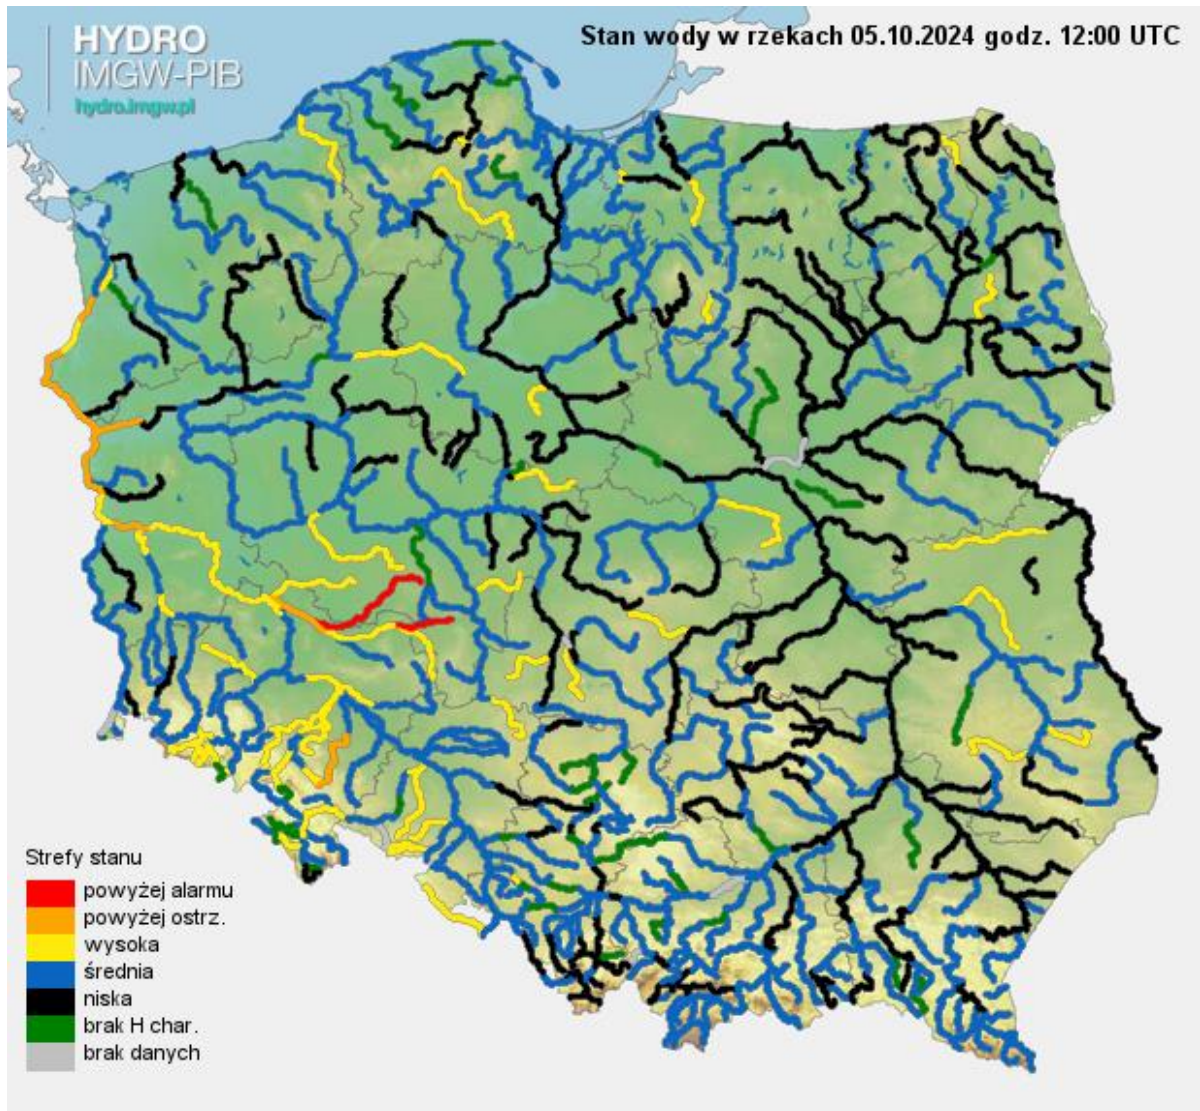 HYDRO
IMGW-PIB
hydro.imgw.pl
Stan wody w rzekach 05.10.2024 godz. 12:00 UTC
Strefy stanu
powyżej alarmu
powyżej ostrz.
wysoka
średnia
niska
brak H char.
brak danych